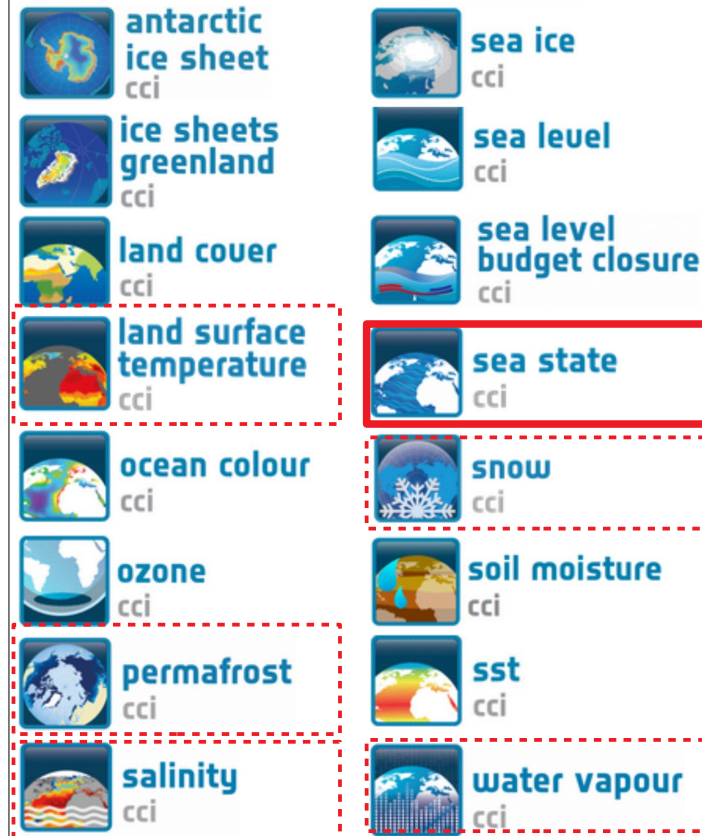 antarctic
ice sheet
cci
ice sheets
greenland
cci
land cover
cci
land surface
temperature
cci
ocean colour
cci
ozone
cci
permafrost
cci
salinity
cci
sea ice
cci
sea level
cci
sea level
budget closure
cci
sea state
cci
snow
cci
soil moisture
cci
sst
cci
water vapour
cci